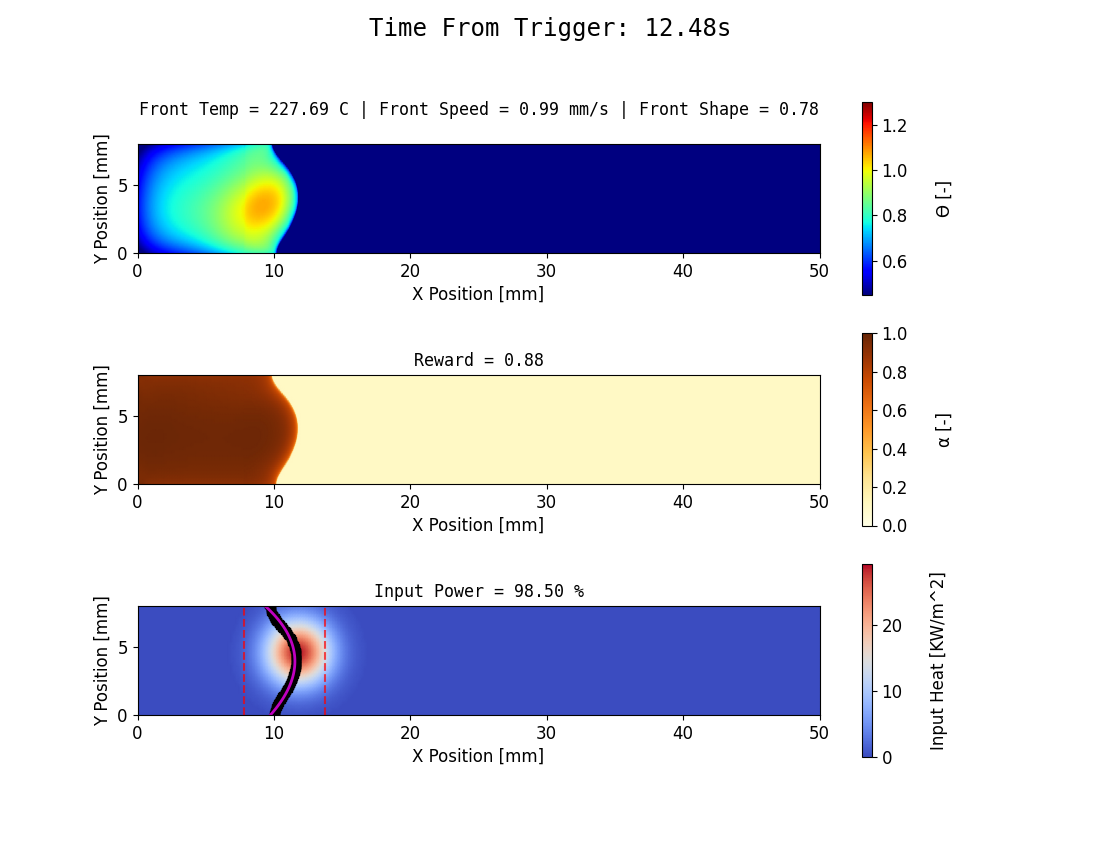 Time From Trigger: 12.48s
Front Temp = 227.69 C | Front Speed = 0.99 mm/s | Front Shape = 0.78
Y Position [mm]
5
0
0 10 20 30 40 50
X Position [mm]
1.2
1.0
0.8
0.6
Θ [-]
Reward = 0.88
Y Position [mm]
5
0
0 10 20 30 40 50
X Position [mm]
1.0
0.8
0.6
0.4
0.2
0.0
α [-]
Input Power = 98.50 %
Y Position [mm]
5
0
0 10 20 30 40 50
X Position [mm]
20
10
0
Input Heat [KW/m^2]